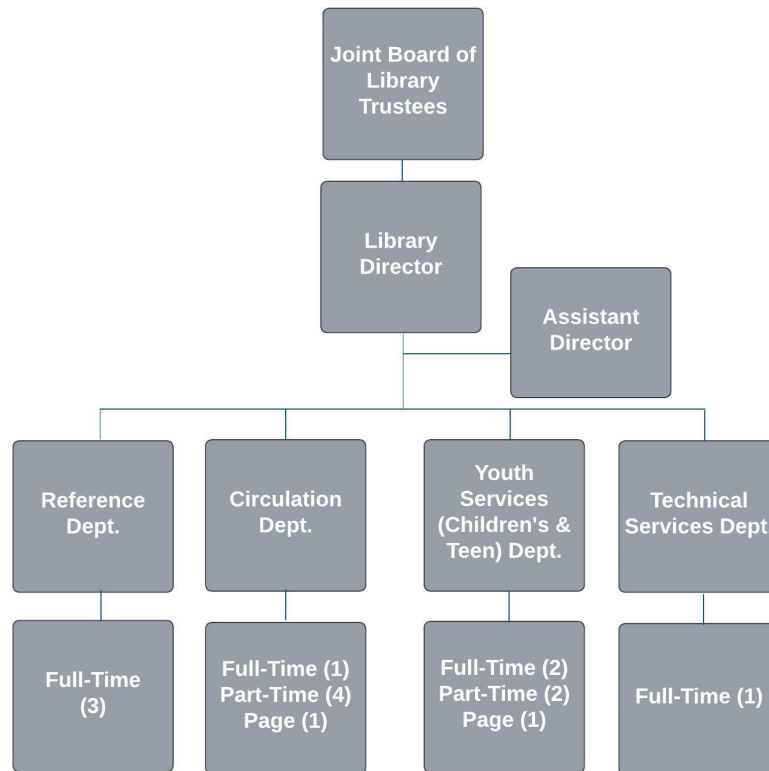 Joint Board of
Library
Trustees
Library
Director
Assistant
Director
Reference
Dept.
Circulation
Dept.
Youth
Services
(Children's &
Teen) Dept.
Technical
Services Dept
Full-Time
(3)
Full-Time (1)
Part-Time (4)
Page (1)
Full-Time (2)
Part-Time (2)
Page (1)
Full-Time (1)